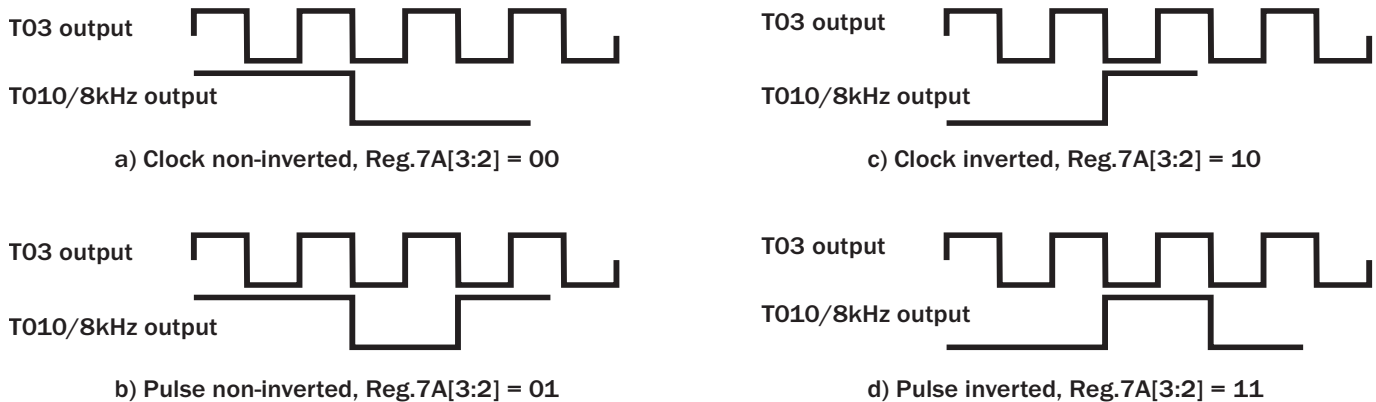 T03 output
T010/8kHz output
a) Clock non-inverted, Reg.7A[3:2] = 00
T03 output
T010/8kHz output
c) Clock inverted, Reg.7A[3:2] = 10
T03 output
T010/8kHz output
b) Pulse non-inverted, Reg.7A[3:2] = 01
T03 output
T010/8kHz output
d) Pulse inverted, Reg.7A[3:2] = 11